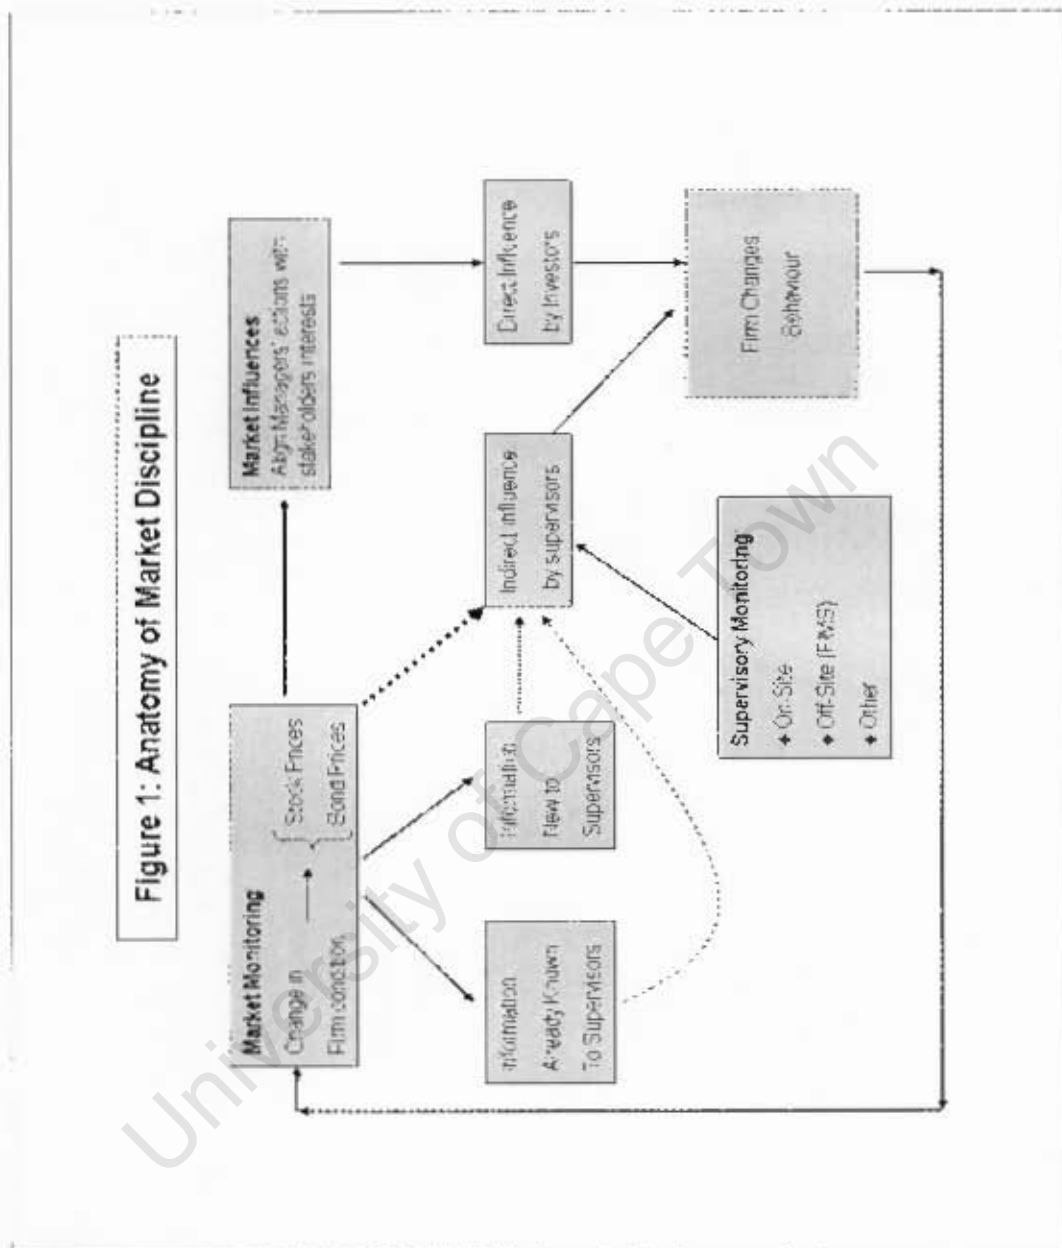 Figure 1: Anatomy of Market Discipline
Market Monitoring
Change in
Firm condition
Stock Prices
Bond Prices
Market Influences
Align Managers' actions with
stakeholders interests
Information
Already Known
To Supervisors
Information
New to
Supervisors
Indirect Influence
by supervisors
Direct Influence
by Investors
Supervisory Monitoring
On-Site
Off-Site
Other
Firm Changes
Behaviour
University of Cape Town